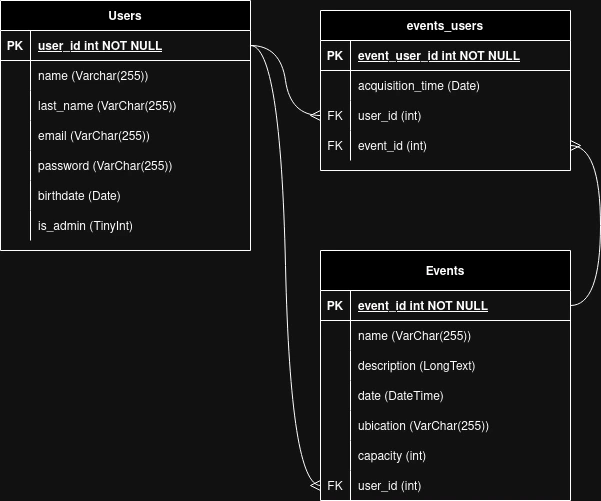 Users
PK user_id int NOT NULL
name (Varchar(255))
last_name (VarChar(255))
email (VarChar(255))
password (VarChar(255))
birthdate (Date)
is_admin (TinyInt)
events_users
PK event_user_id int NOT NULL
acquisition_time (Date)
FK user_id (int)
FK event_id (int)
Events
PK event_id int NOT NULL
name (VarChar(255))
description (LongText)
date (DateTime)
ubication (VarChar(255))
capacity (int)
FK user_id (int)